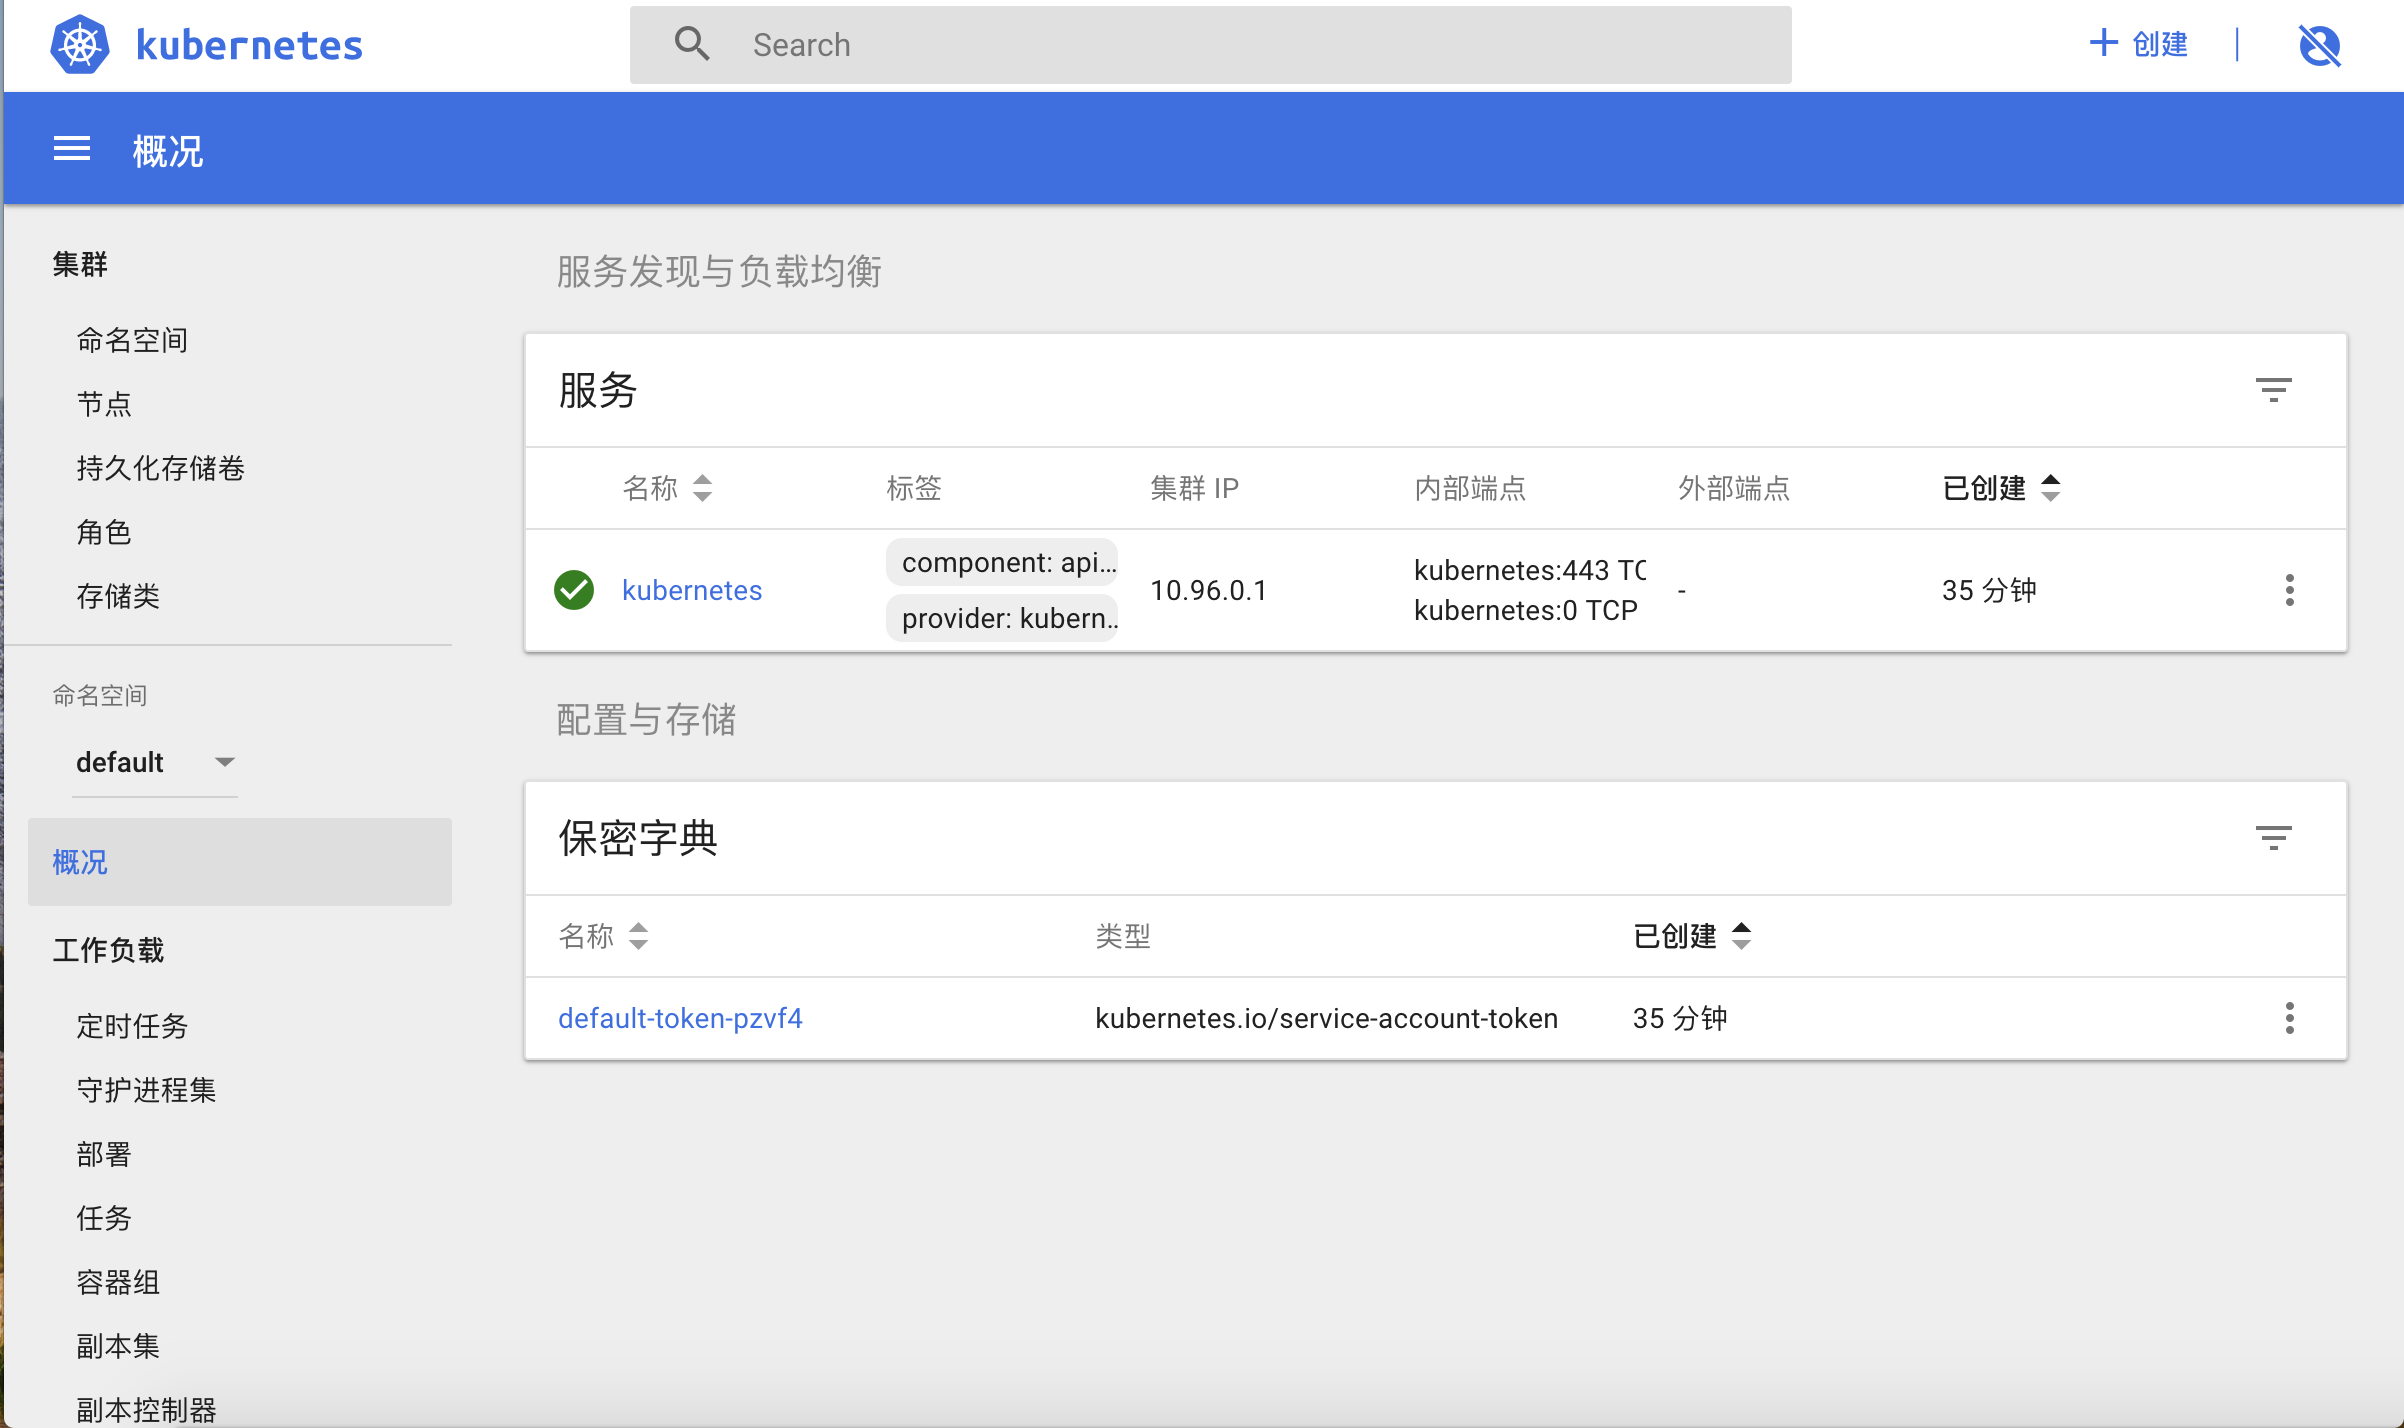 kubernetes
Search
创建
概况
集群
命名空间
节点
持久化存储卷
角色
存储类
命名空间
default
概况
工作负载
定时任务
守护进程集
部署
任务
容器组
副本集
副本控制器
服务发现与负载均衡
服务
名称 标签 集群 IP 内部端点 外部端点 已创建
kubernetes
component: api...
provider: kubern...
10.96.0.1
kubernetes:443 TC
kubernetes:0 TCP
-
35 分钟
配置与存储
保密字典
名称 类型 已创建
default-token-pzvf4 kubernetes.io/service-account-token 35 分钟